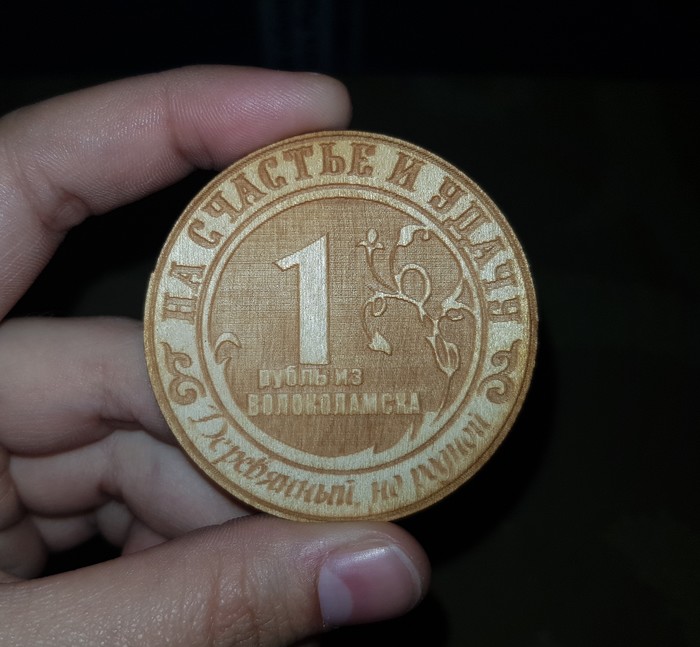 НА СЧАСТЬЕ И УДАЧУ
1
рубль из
ВОЛОКОЛАМСКА
Деревянный, но родной